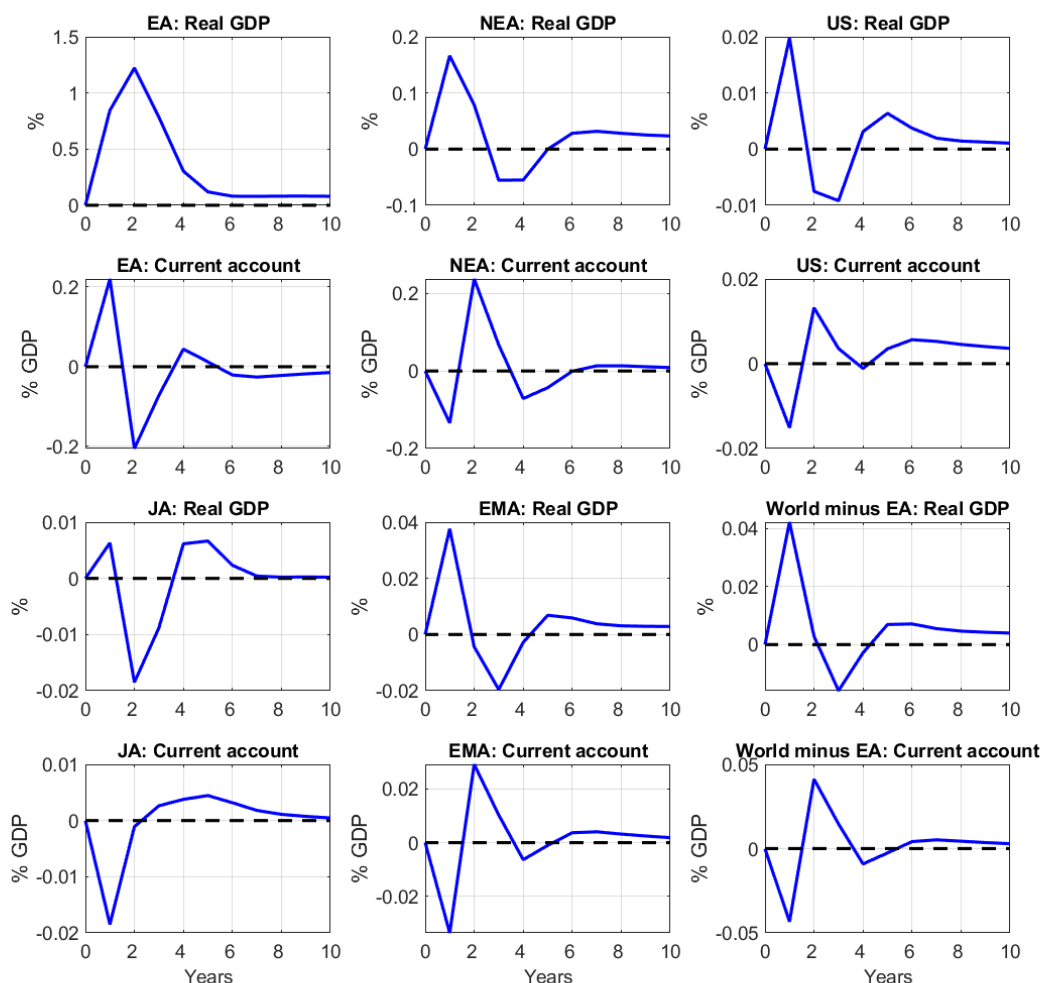 EA: Real GDP
1.5
1
0.5
0
%
0 2 4 6 8 10
NEA: Real GDP
0.2
0.1
0
-0.1
%
0 2 4 6 8 10
US: Real GDP
0.02
0.01
0
-0.01
%
0 2 4 6 8 10
EA: Current account
0.2
0
-0.2
% GDP
0 2 4 6 8 10
NEA: Current account
0.2
0
-0.2
% GDP
0 2 4 6 8 10
US: Current account
0.02
0
-0.02
% GDP
0 2 4 6 8 10
JA: Real GDP
0.01
0
-0.01
-0.02
%
0 2 4 6 8 10
EMA: Real GDP
0.04
0.02
0
-0.02
%
0 2 4 6 8 10
World minus EA: Real GDP
0.04
0.02
0
%
0 2 4 6 8 10
JA: Current account
0.01
0
-0.01
-0.02
% GDP
0 2 4 6 8 10
Years
EMA: Current account
0.02
0
-0.02
% GDP
0 2 4 6 8 10
Years
World minus EA: Current account
0.05
0
-0.05
% GDP
0 2 4 6 8 10
Years